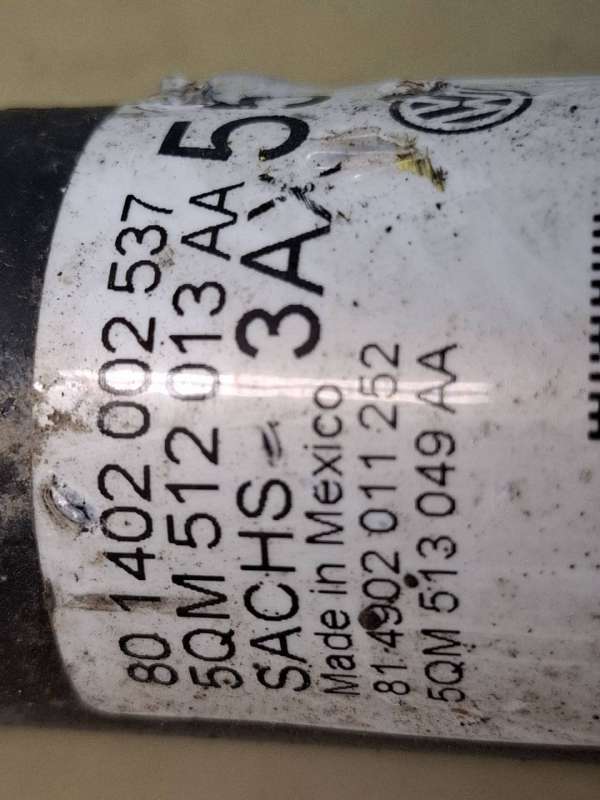 80 1402 002 537
5QM 512 013 AA
SACHS 3AX
Made in Mexico
81 4902 011 252
5QM 513 049 AA